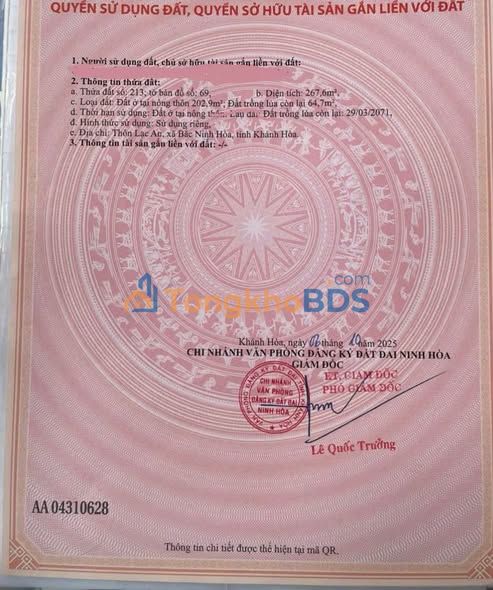 QUYỀN SỬ DỤNG ĐẤT, QUYỀN SỞ HỮU TÀI SẢN GẮN LIỀN VỚI ĐẤT
1. Người sử dụng đất, chủ sở hữu tài sản gắn liền với đất:
2. Thông tin thửa đất:
a. Thửa đất số: 213; tờ bản đồ số: 69, b. Diện tích: 267,6m²,
c. Loại đất: Đất ở tại nông thôn 202,9m²; Đất trồng lúa còn lại 64,7m²,
d. Thời hạn sử dụng: Đất ở tại nông thôn: Lâu dài. Đất trồng lúa còn lại: 29/03/2071,
đ. Hình thức sử dụng: Sử dụng riêng,
e. Địa chỉ: Thôn Lạc An, xã Bắc Ninh Hòa, tỉnh Khánh Hòa.
3. Thông tin tài sản gắn liền với đất: -/-
TongkhoBDS.com
Khánh Hòa, ngày 06 tháng 10 năm 2025
CHI NHÁNH VĂN PHÒNG ĐĂNG KÝ ĐẤT ĐAI NINH HÒA
GIÁM ĐỐC
KT. GIÁM ĐỐC
PHÓ GIÁM ĐỐC
CHI NHÁNH
VĂN PHÒNG
ĐĂNG KÝ ĐẤT ĐAI
NINH HÒA
Lê Quốc Trưởng
AA 04310628
Thông tin chi tiết được thể hiện tại mã QR.